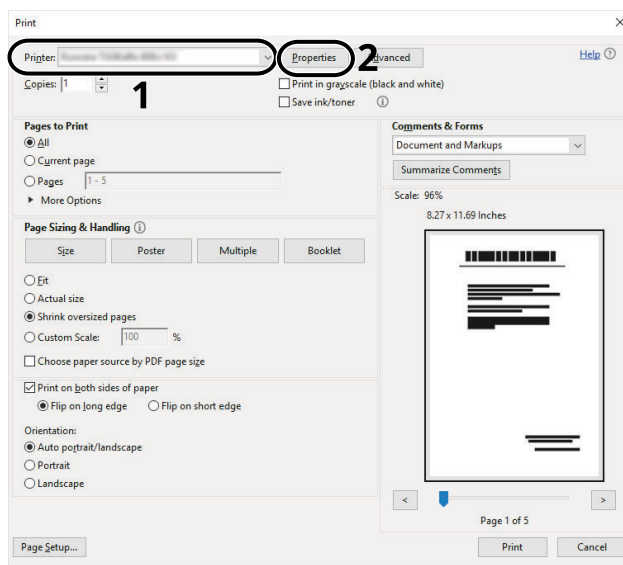 Print
Printer:
Properties
2
Advanced
Help
Copies: 1
1
Print in grayscale (black and white)
Save ink/toner
Pages to Print
All
Current page
Pages 1 - 5
More Options
Page Sizing & Handling
Size Poster Multiple Booklet
Fit
Actual size
Shrink oversized pages
Custom Scale: 100 %
Choose paper source by PDF page size
Print on both sides of paper
Flip on long edge Flip on short edge
Orientation:
Auto portrait/landscape
Portrait
Landscape
Comments & Forms
Document and Markups
Summarize Comments
Scale: 96%
8.27 x 11.69 Inches
< >
Page 1 of 5
Page Setup... Print Cancel